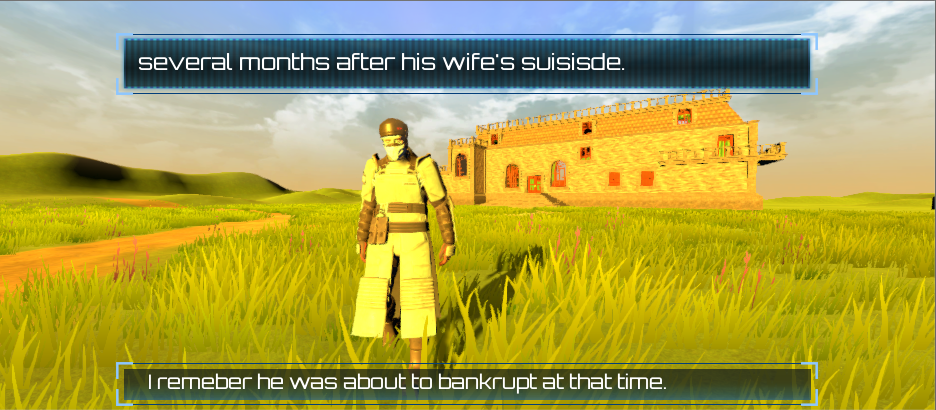 several months after his wife's suisisde.
I remeber he was about to bankrupt at that time.